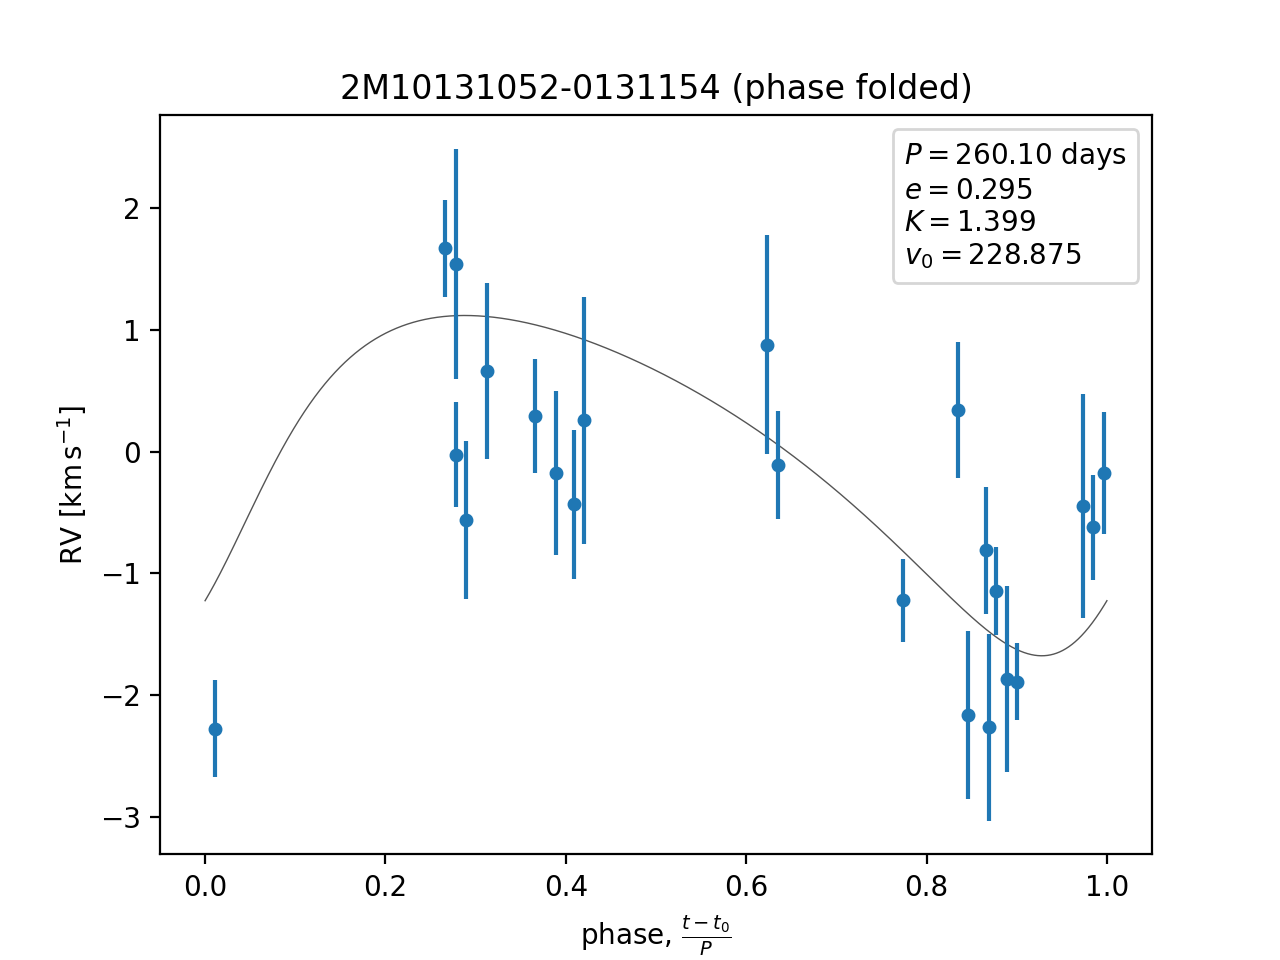 2M10131052-0131154 (phase folded)
P = 260.10 days
e = 0.295
K = 1.399
v₀ = 228.875
2
1
0
−1
−2
−3
RV [km s⁻¹]
0.0 0.2 0.4 0.6 0.8 1.0
phase, (t − t₀)/P